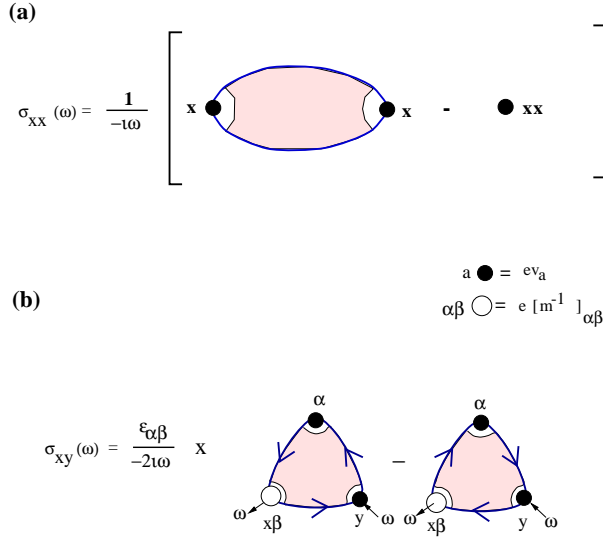 (a)
σxx (ω) = 1 / -ιω [ x x - xx ]
a ● = eva
αβ ○ = e [m-1 ]αβ
(b)
σxy(ω) = εαβ / -2ιω x
α α
−
ω xβ y ω ω xβ y ω